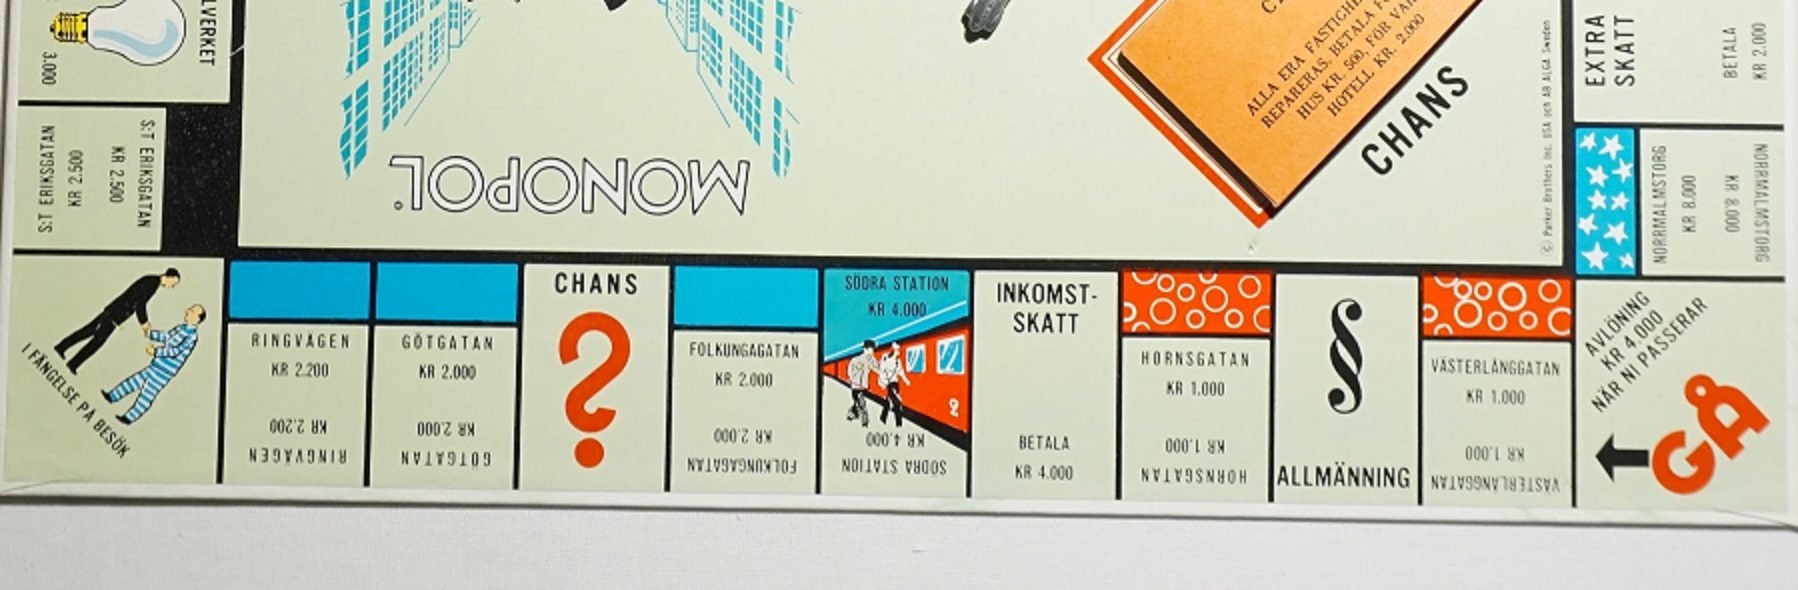 LVERKET
3.000
S:T ERIKSGATAN
KR 2.500
KR 2.500
S:T ERIKSGATAN
MONOPOL
ALLA ERA FASTIGHE
REPARERAS. BETALA F
HUS KR. 500, FÖR VAR
HOTELL KR. 2.000
CHANS
© Parker Brothers Inc. USA och AB ALGA Sweden
EXTRA
SKATT
BETALA
KR 2.000
NORRMALMSTORG
KR 8.000
KR 8.000
NORRMALMSTORG
I FÄNGELSE PÅ BESÖK
RINGVÄGEN
KR 2.200
KR 2.200
RINGVÄGEN
GÖTGATAN
KR 2.000
KR 2.000
GÖTGATAN
CHANS
?
FOLKUNGAGATAN
KR 2.000
KR 2.000
FOLKUNGAGATAN
SÖDRA STATION
KR 4.000
2
KR 4.000
SÖDRA STATION
INKOMST-
SKATT
BETALA
KR 4.000
HORNSGATAN
KR 1.000
KR 1.000
HORNSGATAN
§
ALLMÄNNING
VÄSTERLÅNGGATAN
KR 1.000
KR 1.000
VÄSTERLÅNGGATAN
AVLÖNING
KR 4.000
NÄR NI PASSERAR
GÅ